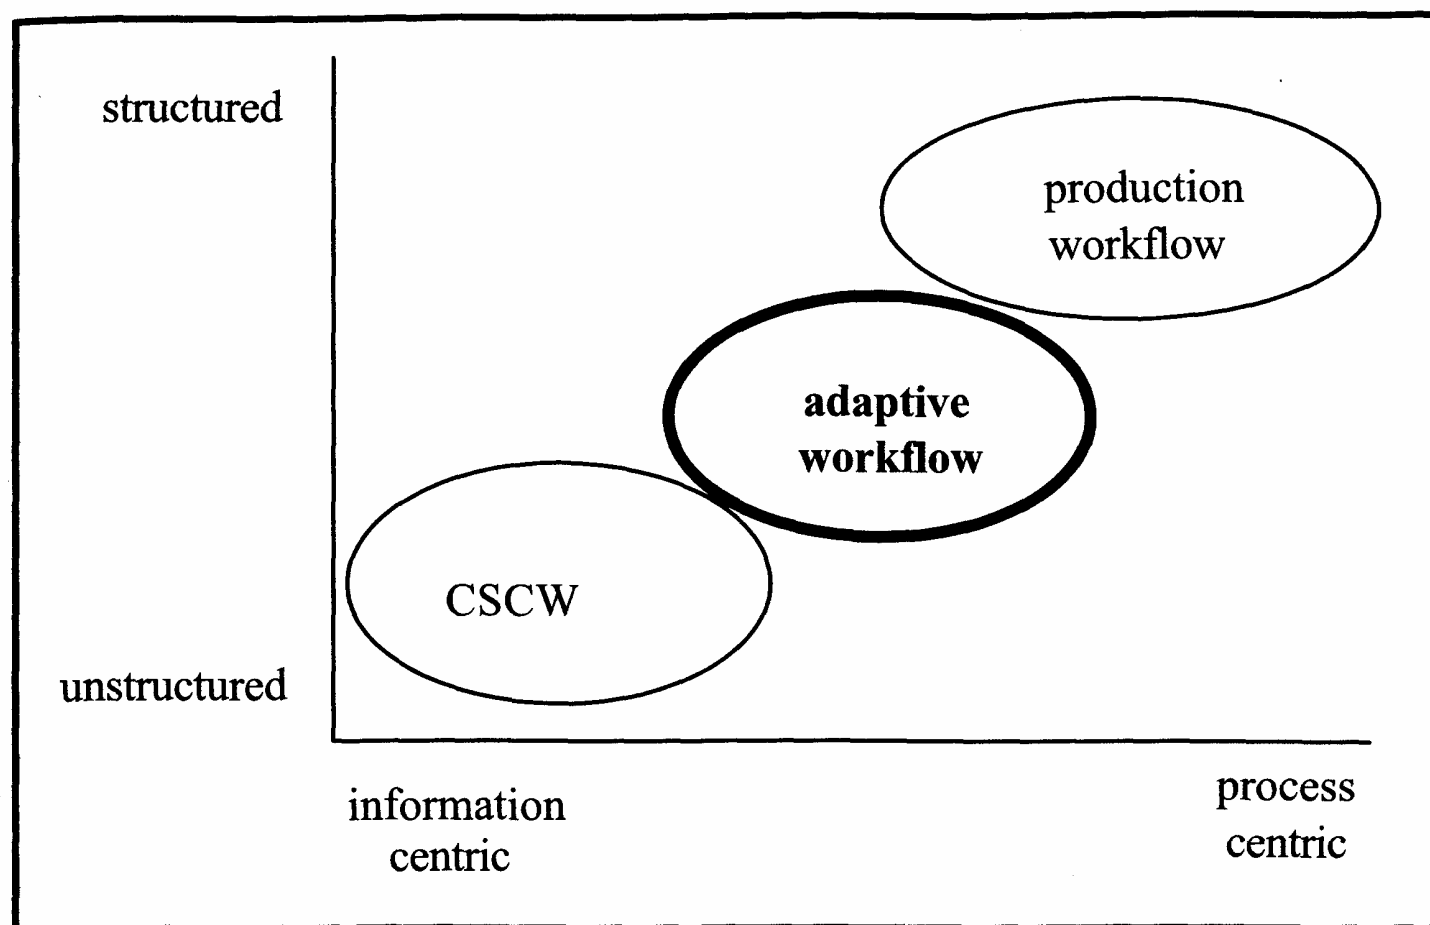 structured
production
workflow
adaptive
workflow
CSCW
unstructured
information
centric
process
centric